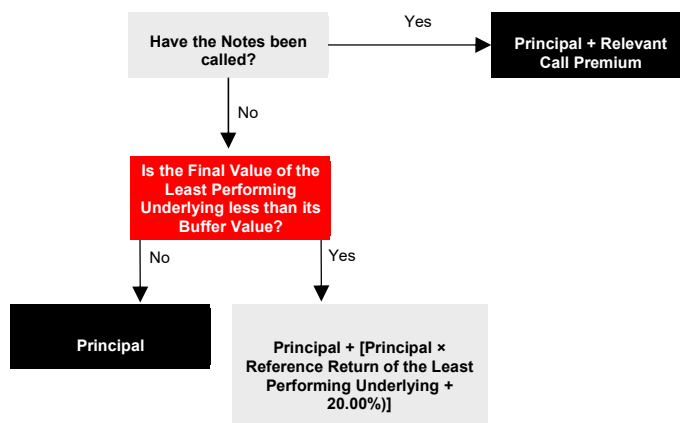 Have the Notes been
called?
Yes
Principal + Relevant
Call Premium
No
Is the Final Value of the
Least Performing
Underlying less than its
Buffer Value?
No
Yes
Principal
Principal + [Principal ×
Reference Return of the Least
Performing Underlying +
20.00%)]